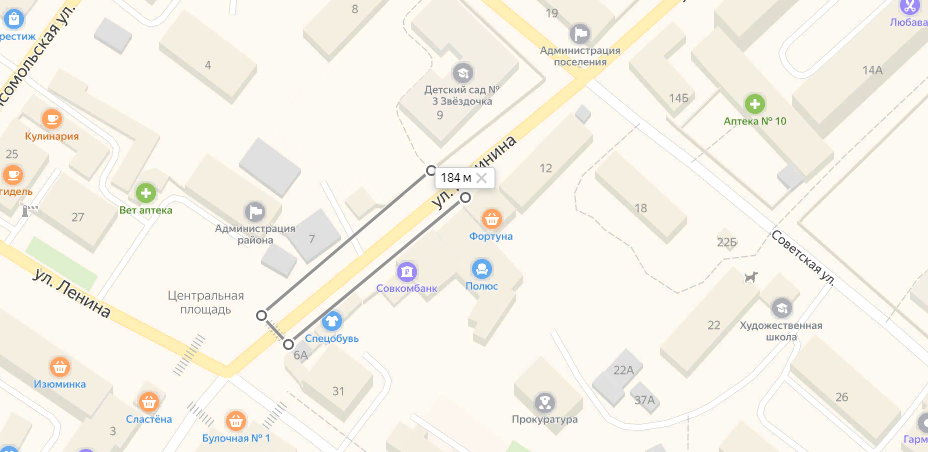 8
19
престиж
Любава
Комсомольская ул.
Администрация
поселения
4
14А
Детский сад №
3 Звёздочка
14Б
9
Аптека № 10
Кулинария
25
184 м
12
27
Вет аптека
18
Администрация
района
7
Фортуна
22Б
Советская ул.
ул. Ленина
Центральная
площадь
Совкомбанк
Полюс
Спецобувь
22
Художественная
школа
6А
Изюминка
31
22А
37А
26
Сластёна
Прокуратура
3
Булочная № 1